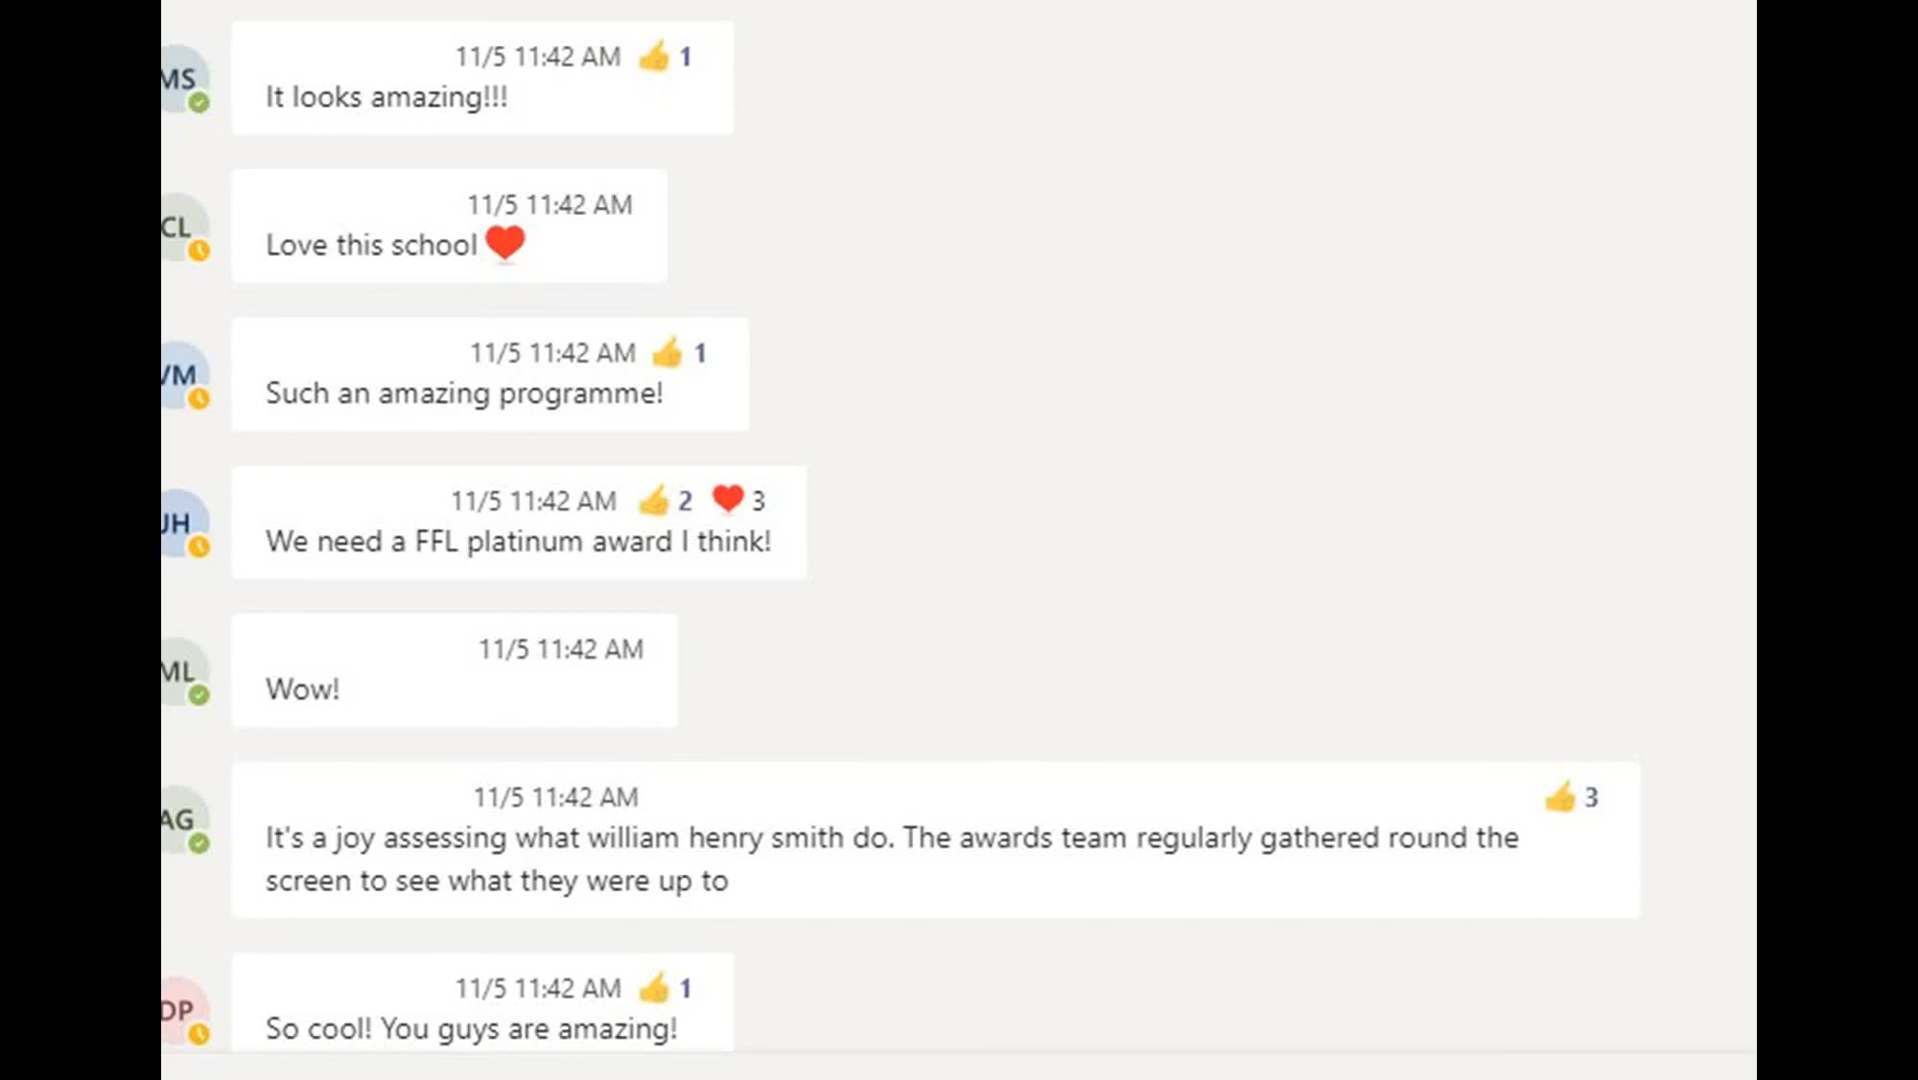 11/5 11:42 AM 👍 1
MS
It looks amazing!!!
11/5 11:42 AM
CL
Love this school ❤️
11/5 11:42 AM 👍 1
VM
Such an amazing programme!
11/5 11:42 AM 👍 2 ❤️ 3
JH
We need a FFL platinum award I think!
11/5 11:42 AM
ML
Wow!
11/5 11:42 AM 👍 3
AG
It's a joy assessing what william henry smith do. The awards team regularly gathered round the
screen to see what they were up to
11/5 11:42 AM 👍 1
DP
So cool! You guys are amazing!